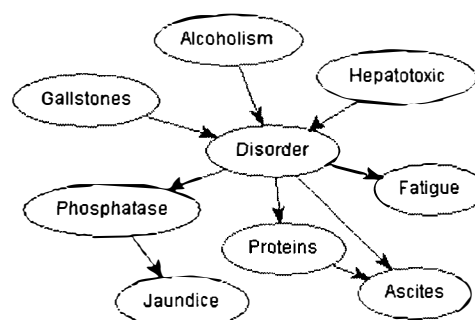 Alcoholism
Hepatotoxic
Gallstones
Disorder
Fatigue
Phosphatase
Proteins
Jaundice
Ascites